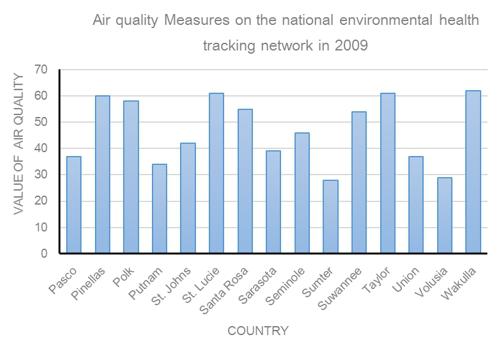 Air quality Measures on the national environmental health
tracking network in 2009
VALUE OF AIR QUALITY
70
60
50
40
30
20
10
0
Pasco
Pinellas
Polk
Putnam
St. Johns
St. Lucie
Santa Rosa
Sarasota
Seminole
Sumter
Suwannee
Taylor
Union
Volusia
Wakulla
COUNTRY